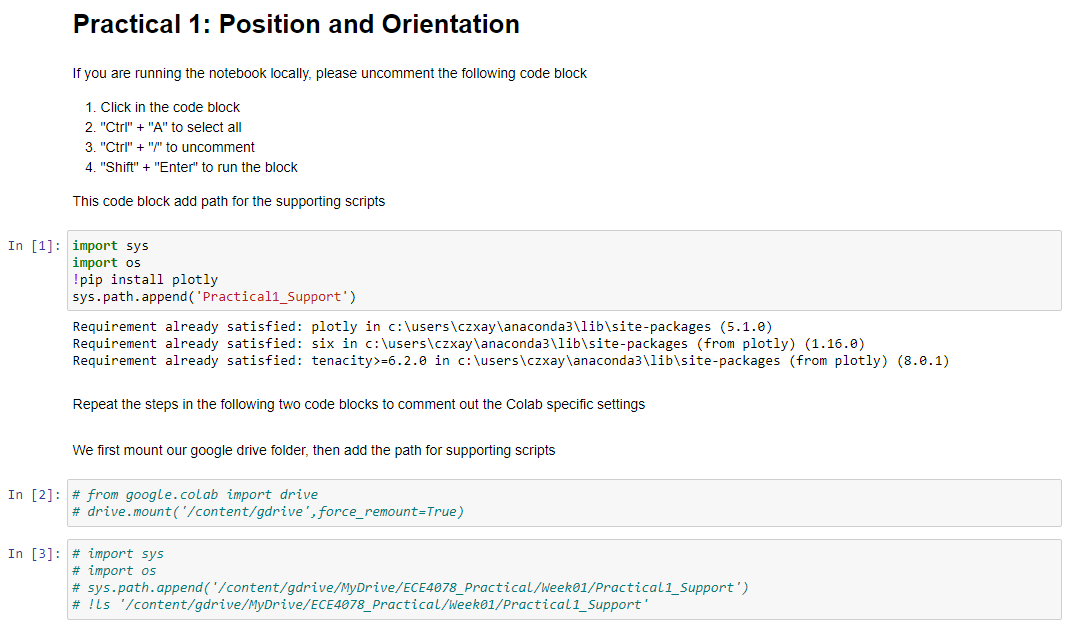 Practical 1: Position and Orientation
If you are running the notebook locally, please uncomment the following code block
1. Click in the code block
2. "Ctrl" + "A" to select all
3. "Ctrl" + "/" to uncomment
4. "Shift" + "Enter" to run the block
This code block add path for the supporting scripts
In [1]: import sys
import os
!pip install plotly
sys.path.append('Practical1_Support')
Requirement already satisfied: plotly in c:\users\czxay\anaconda3\lib\site-packages (5.1.0)
Requirement already satisfied: six in c:\users\czxay\anaconda3\lib\site-packages (from plotly) (1.16.0)
Requirement already satisfied: tenacity>=6.2.0 in c:\users\czxay\anaconda3\lib\site-packages (from plotly) (8.0.1)
Repeat the steps in the following two code blocks to comment out the Colab specific settings
We first mount our google drive folder, then add the path for supporting scripts
In [2]: # from google.colab import drive
# drive.mount('/content/gdrive',force_remount=True)
In [3]: # import sys
# import os
# sys.path.append('/content/gdrive/MyDrive/ECE4078_Practical/Week01/Practical1_Support')
# !ls '/content/gdrive/MyDrive/ECE4078_Practical/Week01/Practical1_Support'